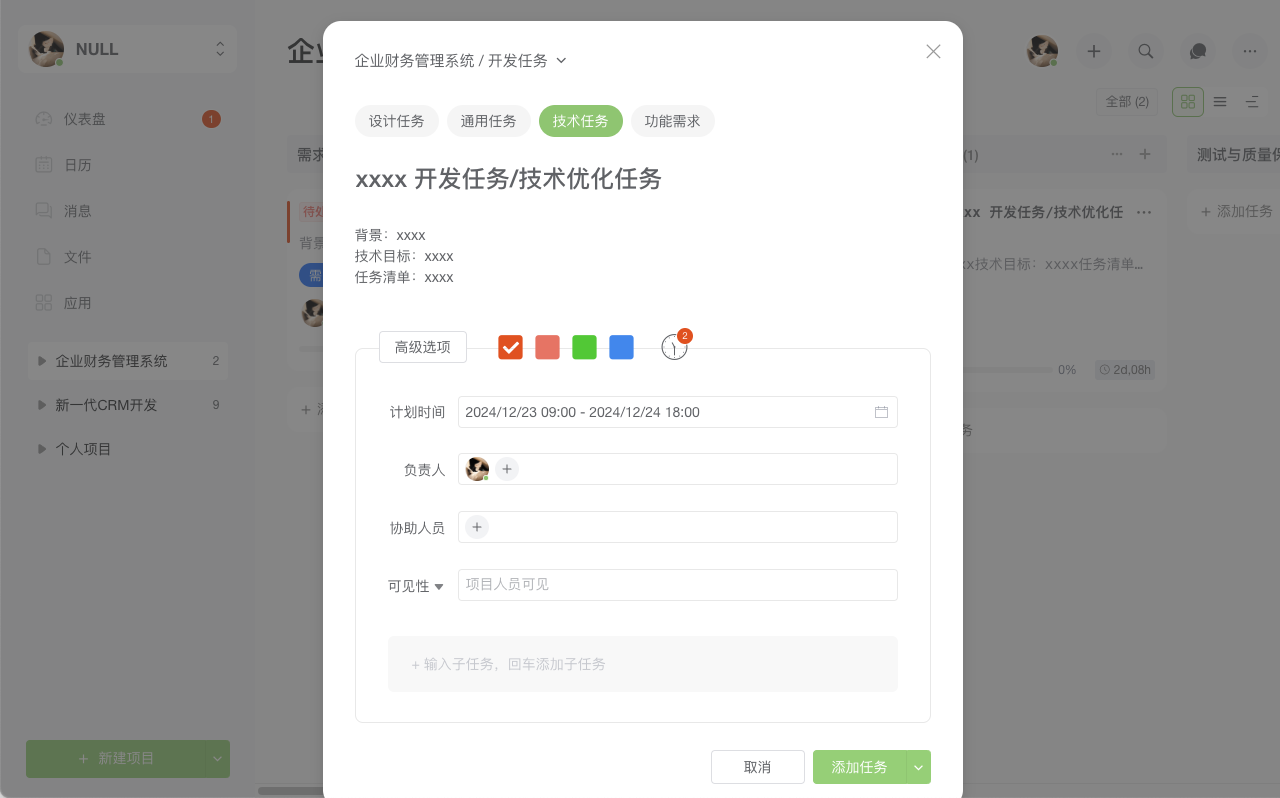 NULL
仪表盘
1
日历
消息
文件
应用
企业财务管理系统 2
新一代CRM开发 9
个人项目
+ 新建项目
全部 (2)
需求
(1)
测试与质量保
待处
背景
需
xx 开发任务/技术优化任
xx技术目标：xxxx任务清单...
0%
2d,08h
+ 添加任务
务
企业财务管理系统 / 开发任务
设计任务 通用任务 技术任务 功能需求
xxxx 开发任务/技术优化任务
背景：xxxx
技术目标：xxxx
任务清单：xxxx
高级选项
2
计划时间 2024/12/23 09:00 - 2024/12/24 18:00
负责人
协助人员
可见性 项目人员可见
+ 输入子任务，回车添加子任务
取消 添加任务